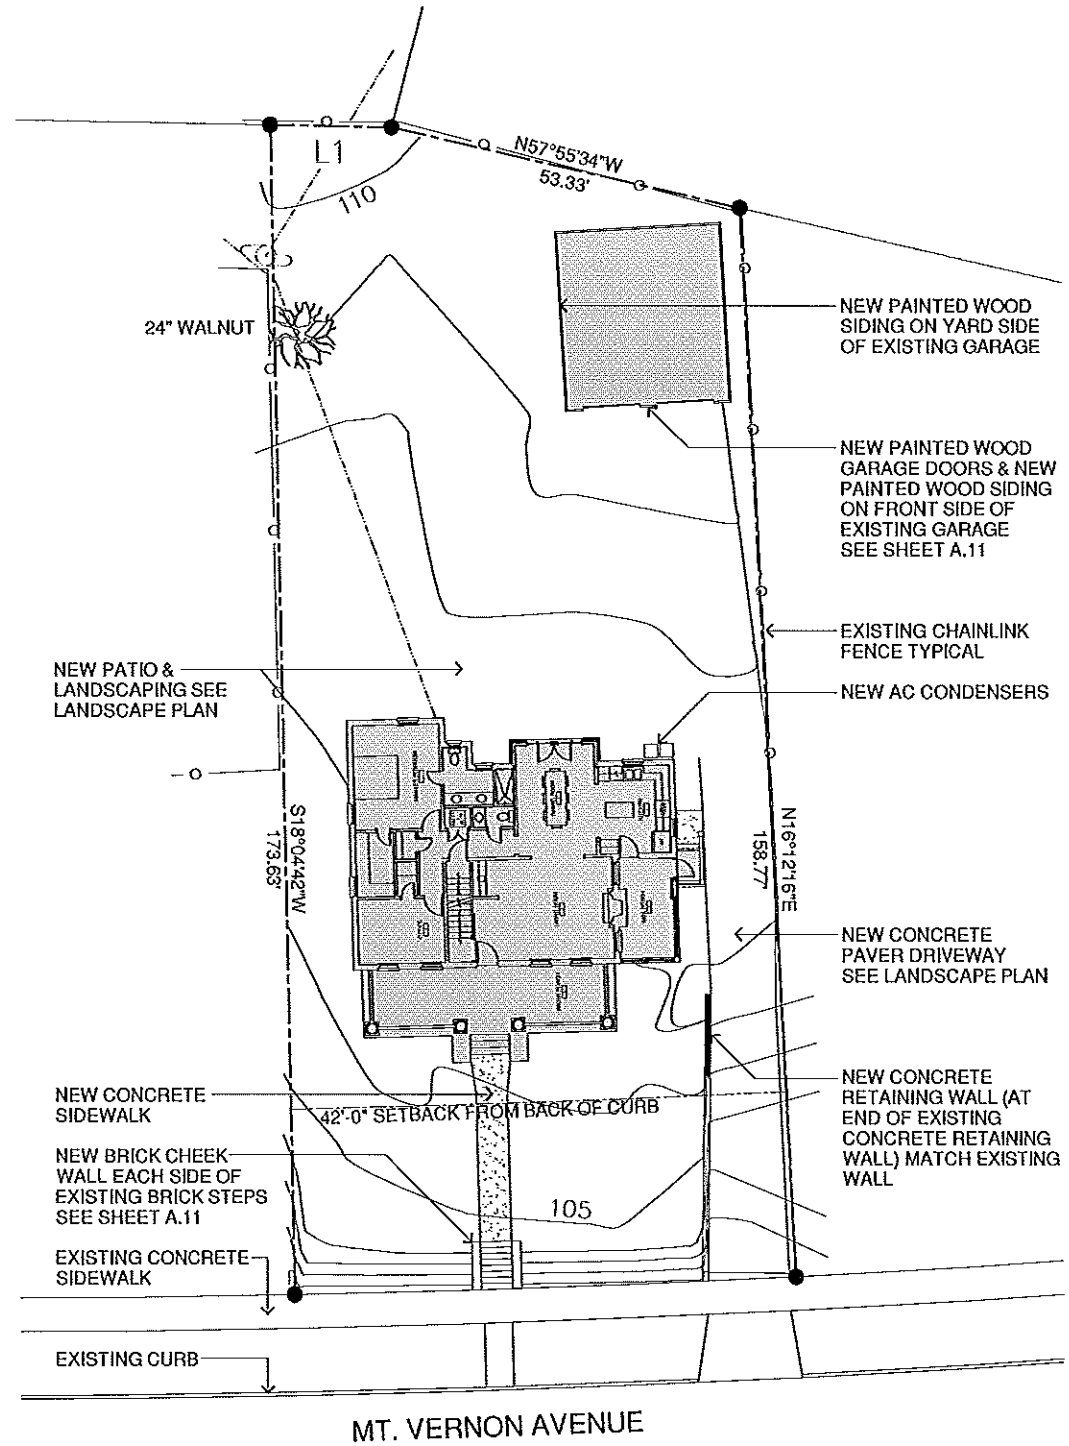 L1
N57°55'34"W
53.33'
110
24" WALNUT
NEW PAINTED WOOD
SIDING ON YARD SIDE
OF EXISTING GARAGE
NEW PAINTED WOOD
GARAGE DOORS & NEW
PAINTED WOOD SIDING
ON FRONT SIDE OF
EXISTING GARAGE
SEE SHEET A.11
EXISTING CHAINLINK
FENCE TYPICAL
NEW PATIO &
LANDSCAPING SEE
LANDSCAPE PLAN
NEW AC CONDENSERS
S18°04'42"W
173.63'
N16°12'16"E
158.77'
NEW CONCRETE
PAVER DRIVEWAY
SEE LANDSCAPE PLAN
NEW CONCRETE
SIDEWALK
42'-0" SETBACK FROM BACK OF CURB
NEW CONCRETE
RETAINING WALL (AT
END OF EXISTING
CONCRETE RETAINING
WALL) MATCH EXISTING
WALL
NEW BRICK CHEEK
WALL EACH SIDE OF
EXISTING BRICK STEPS
SEE SHEET A.11
105
EXISTING CONCRETE
SIDEWALK
EXISTING CURB
MT. VERNON AVENUE